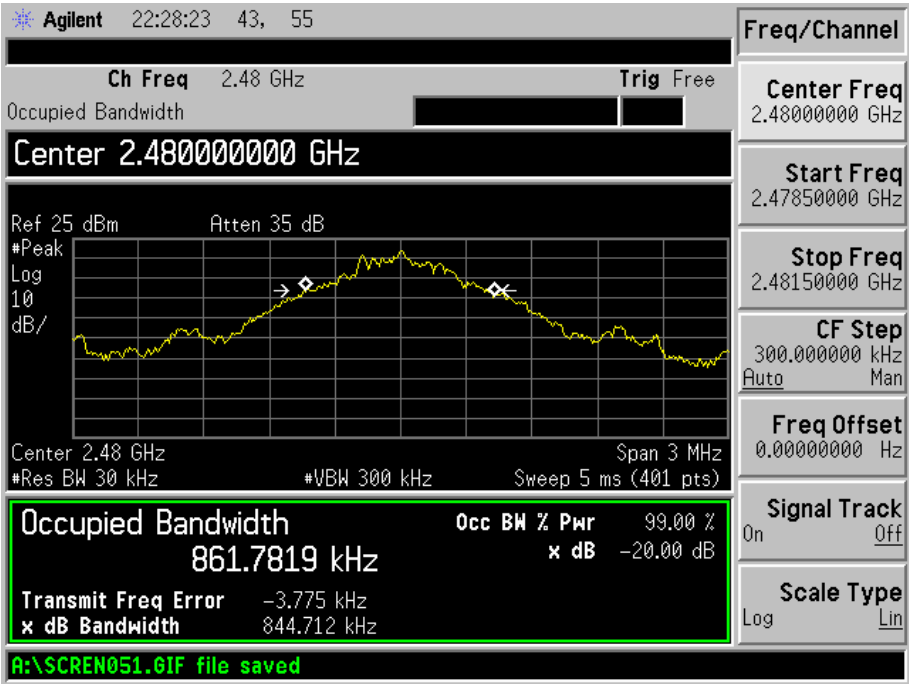 Agilent 22:28:23 43, 55
Freq/Channel
Ch Freq 2.48 GHz Trig Free
Occupied Bandwidth
Center 2.480000000 GHz
Ref 25 dBm Atten 35 dB
#Peak
Log
10
dB/
Center 2.48 GHz Span 3 MHz
#Res BW 30 kHz #VBW 300 kHz Sweep 5 ms (401 pts)
Occupied Bandwidth
861.7819 kHz
Occ BW % Pwr 99.00 %
x dB -20.00 dB
Transmit Freq Error -3.775 kHz
x dB Bandwidth 844.712 kHz
A:\SCREN051.GIF file saved
Center Freq
2.48000000 GHz
Start Freq
2.47850000 GHz
Stop Freq
2.48150000 GHz
CF Step
300.000000 kHz
Auto Man
Freq Offset
0.00000000 Hz
Signal Track
On Off
Scale Type
Log Lin